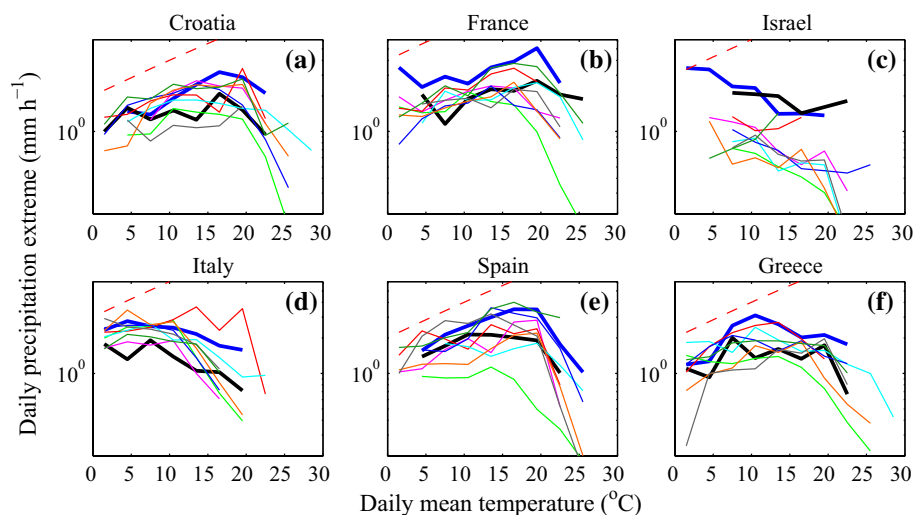 Croatia France Israel
Daily precipitation extreme (mm h⁻¹)
(a) (b) (c)
10⁰ 10⁰ 10⁰
0 5 10 15 20 25 30 0 5 10 15 20 25 30 0 5 10 15 20 25 30
Italy Spain Greece
(d) (e) (f)
10⁰ 10⁰ 10⁰
0 5 10 15 20 25 30 0 5 10 15 20 25 30 0 5 10 15 20 25 30
Daily mean temperature (°C)